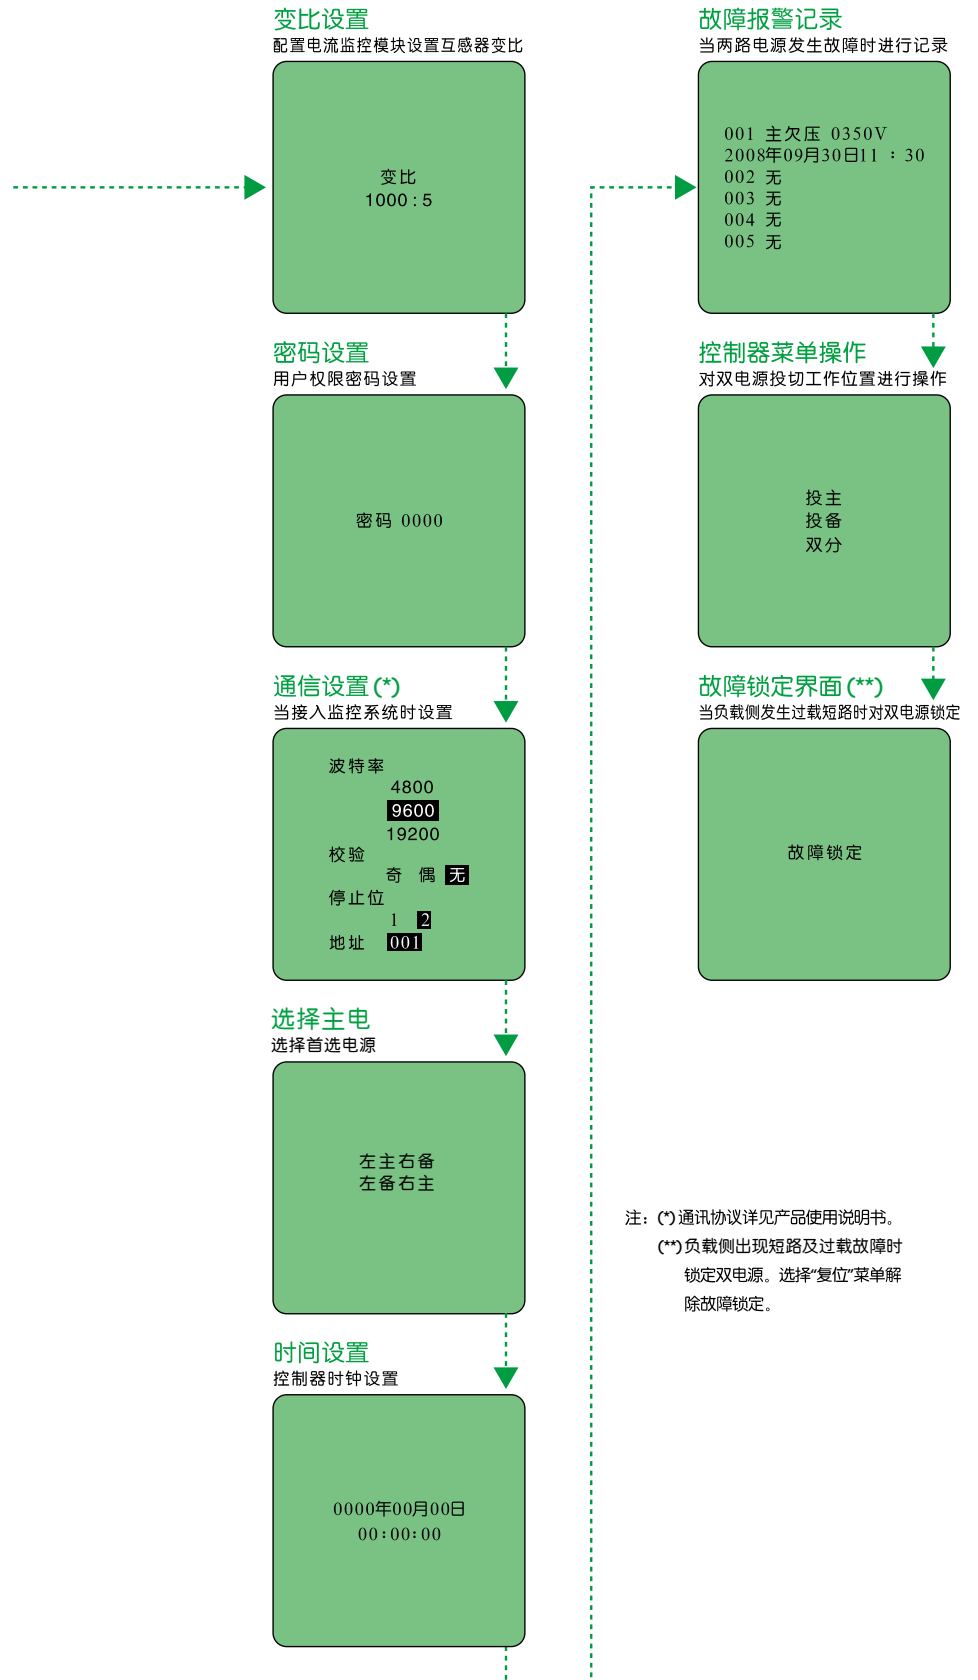 变比设置
配置电流监控模块设置互感器变比
变比
1000 : 5
密码设置
用户权限密码设置
密码 0000
通信设置 (*)
当接入监控系统时设置
波特率
4800
9600
19200
校验
奇 偶 无
停止位
1 2
地址 001
选择主电
选择首选电源
左主右备
左备右主
时间设置
控制器时钟设置
0000年00月00日
00:00:00
故障报警记录
当两路电源发生故障时进行记录
001 主欠压 0350V
2008年09月30日11 : 30
002 无
003 无
004 无
005 无
控制器菜单操作
对双电源投切工作位置进行操作
投主
投备
双分
故障锁定界面 (**)
当负载侧发生过载短路时对双电源锁定
故障锁定
注：(*) 通讯协议详见产品使用说明书。
(**) 负载侧出现短路及过载故障时
锁定双电源。选择“复位”菜单解
除故障锁定。